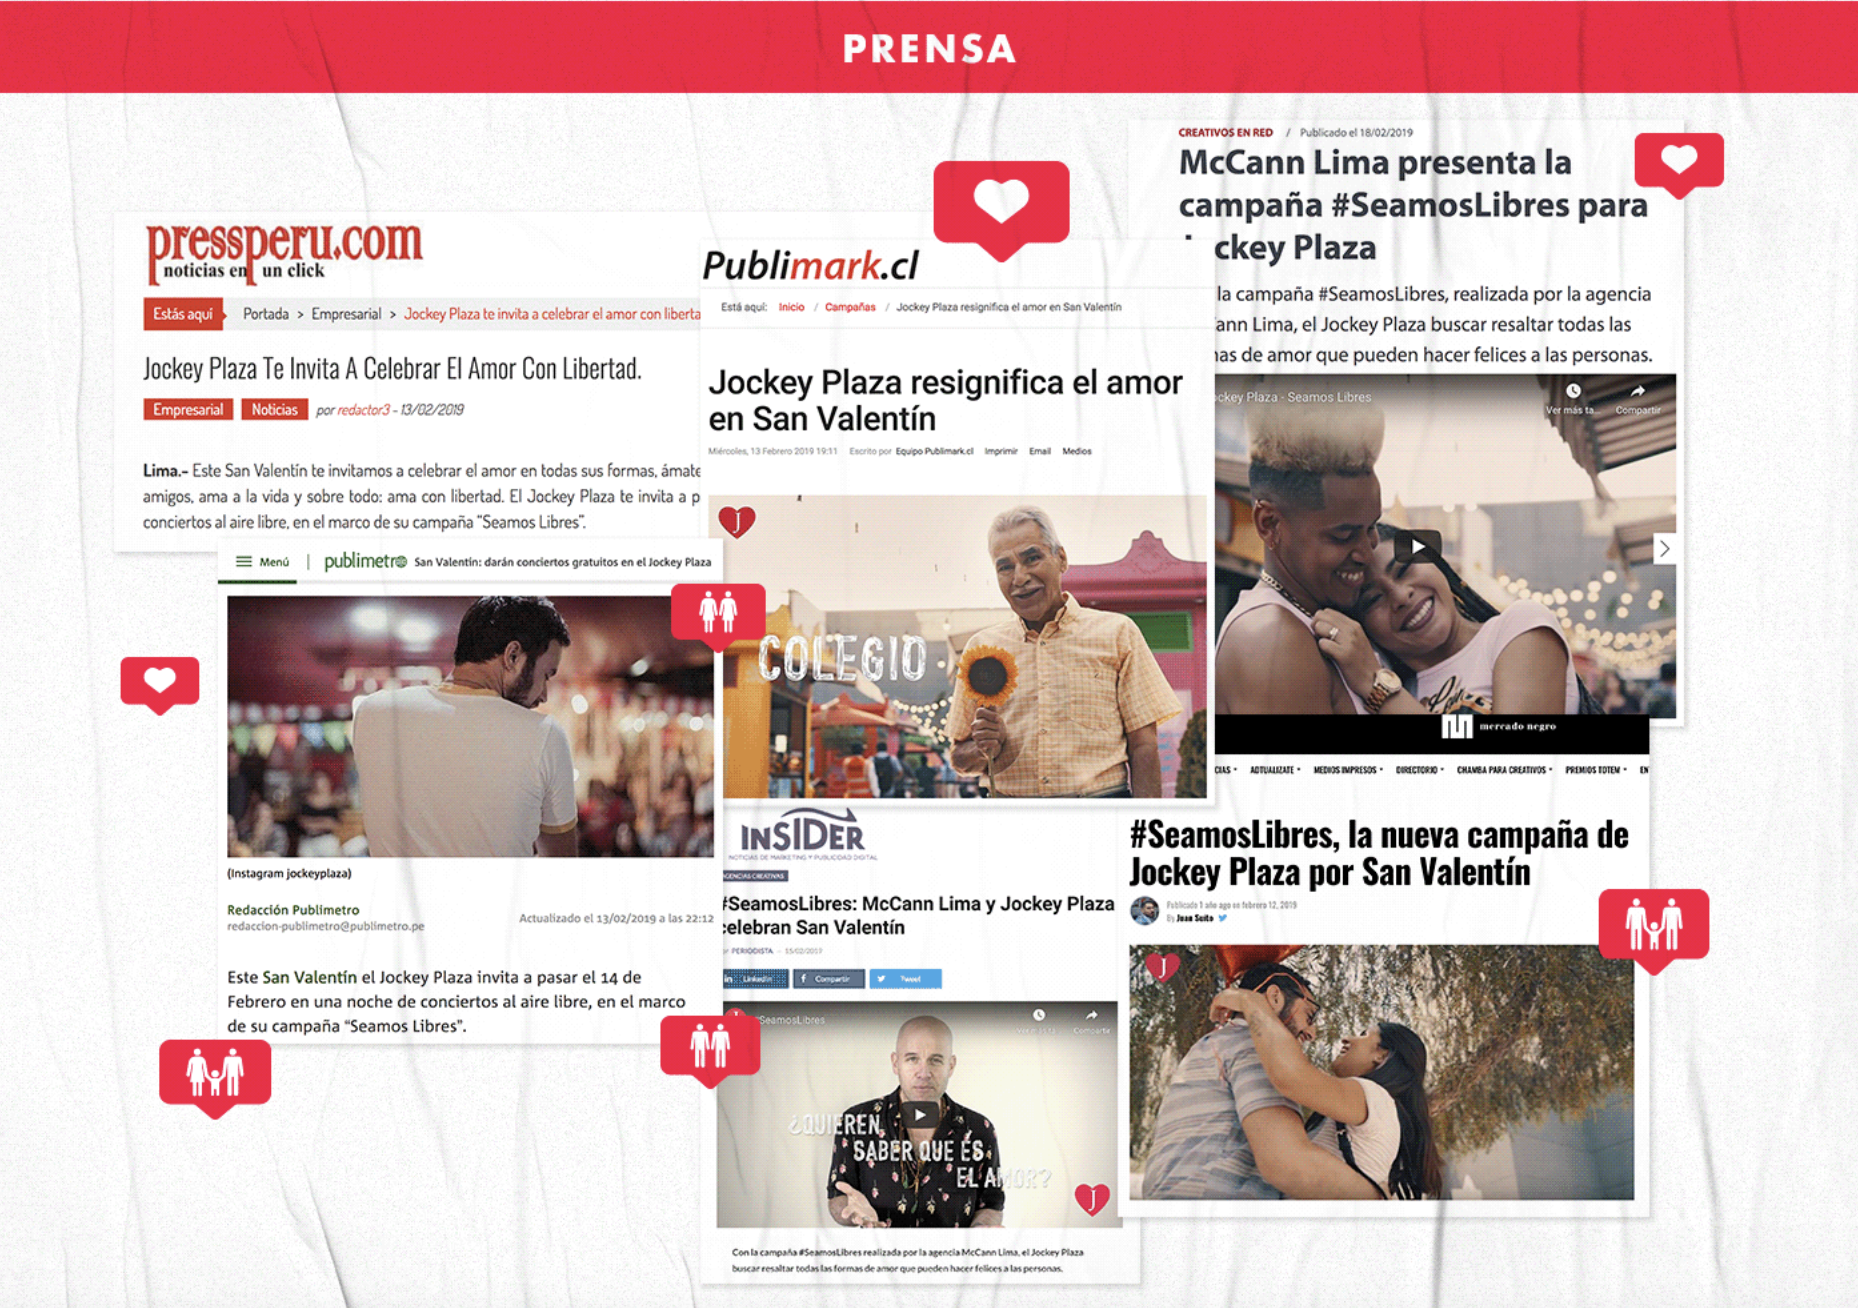 PRENSA
pressperu.com
noticias en un click
Estás aquí
Portada > Empresarial > Jockey Plaza te invita a celebrar el amor con liberta
Jockey Plaza Te Invita A Celebrar El Amor Con Libertad.
Empresarial Noticias por redactor3 - 13/02/2019
Lima.- Este San Valentín te invitamos a celebrar el amor en todas sus formas, ámate
amigos, ama a la vida y sobre todo: ama con libertad. El Jockey Plaza te invita a p
conciertos al aire libre, en el marco de su campaña "Seamos Libres".
Menú | publimetro San Valentín: darán conciertos gratuitos en el Jockey Plaza
(Instagram jockeyplaza)
Redacción Publimetro
redaccion-publimetro@publimetro.pe
Actualizado el 13/02/2019 a las 22:12
Este San Valentín el Jockey Plaza invita a pasar el 14 de
Febrero en una noche de conciertos al aire libre, en el marco
de su campaña "Seamos Libres".
Publimark.cl
Está aquí: Inicio / Campañas / Jockey Plaza resignifica el amor en San Valentín
Jockey Plaza resignifica el amor
en San Valentín
Miércoles, 13 Febrero 2019 19:11 Escrito por Equipo Publimark.cl Imprimir Email Medios
J
COLEGIO
INSIDER
NOTICIAS DE MARKETING Y PUBLICIDAD DIGITAL
GENCIAS CREATIVAS
#SeamosLibres: McCann Lima y Jockey Plaza
celebran San Valentín
PERIODISTA - 15/02/2019
in Linkedin f Compartir Tweet
#SeamosLibres
Compartir
¿QUIEREN
SABER QUE ES
EL AMOR?
J
Con la campaña #SeamosLibres realizada por la agencia McCann Lima, el Jockey Plaza
buscar resaltar todas las formas de amor que pueden hacer felices a las personas.
CREATIVOS EN RED / Publicado el 18/02/2019
McCann Lima presenta la
campaña #SeamosLibres para
Jockey Plaza
la campaña #SeamosLibres, realizada por la agencia
ann Lima, el Jockey Plaza buscar resaltar todas las
as de amor que pueden hacer felices a las personas.
ockey Plaza - Seamos Libres
Ver más ta... Compartir
mercado negro
CIAS ADTUALIZATE MEDIOS IMPRESOS DIRECTORIO CHAMBA PARA CREATIVOS PREMIOS TOTEM EN
#SeamosLibres, la nueva campaña de
Jockey Plaza por San Valentín
Publicado 1 año ago on febrero 12, 2019
By Juan Saito
J